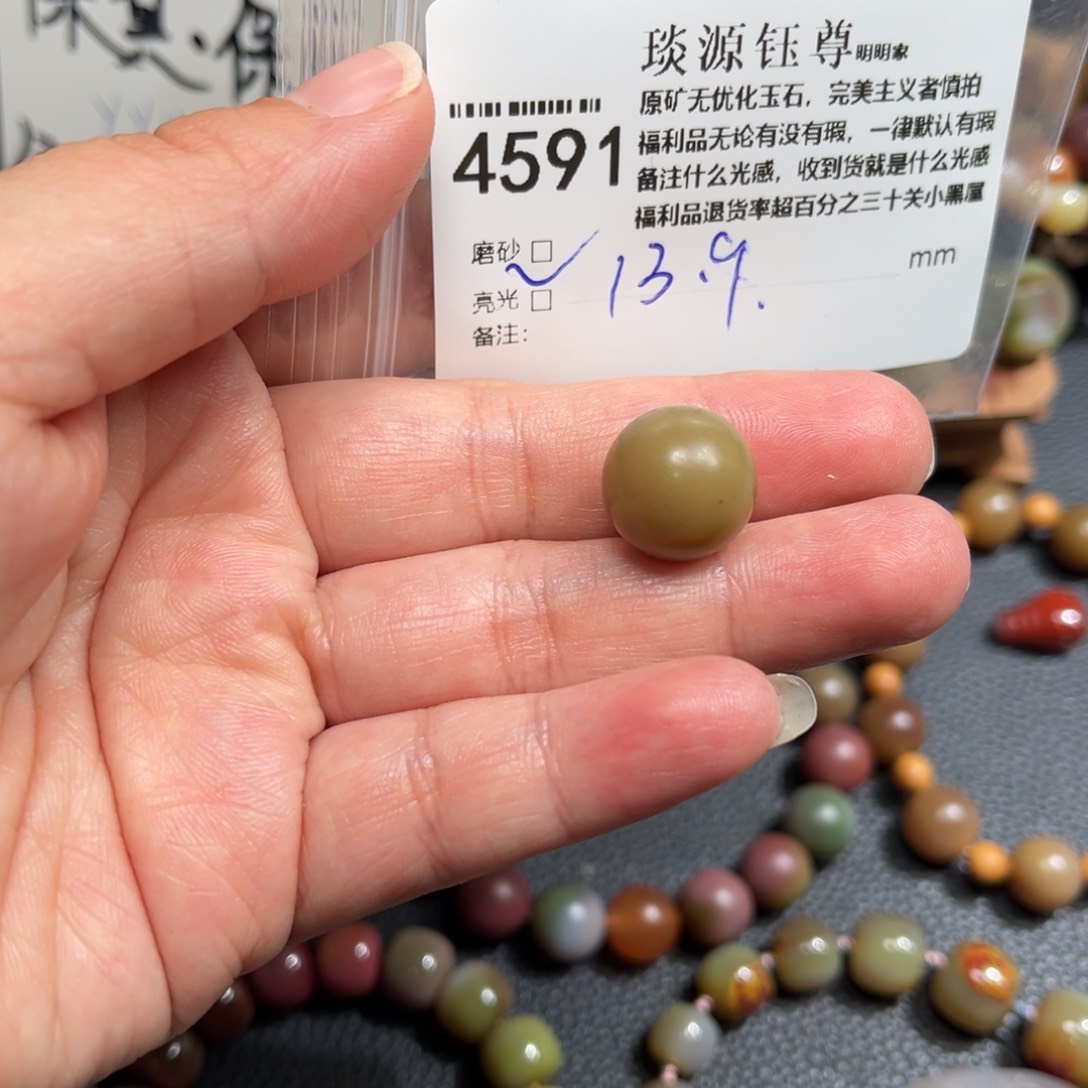 保真·保
琰源钰尊明明家
原矿无优化玉石，完美主义者慎拍
福利品无论有没有瑕，一律默认有瑕
备注什么光感，收到货就是什么光感
福利品退货率超百分之三十关小黑屋
4591
磨砂 □
亮光 □
13.9. mm
备注：